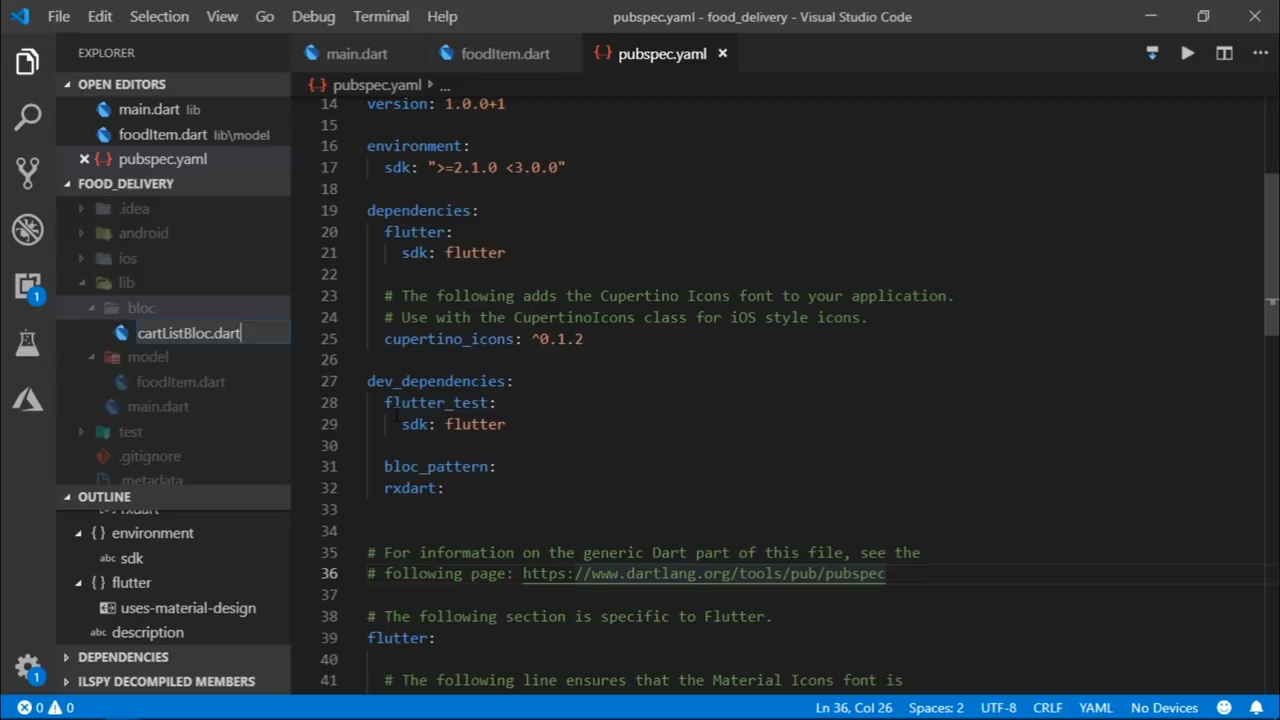 File Edit Selection View Go Debug Terminal Help
pubspec.yaml - food_delivery - Visual Studio Code
EXPLORER
OPEN EDITORS
main.dart lib
foodItem.dart lib\model
pubspec.yaml
FOOD_DELIVERY
.idea
android
ios
lib
bloc
cartListBloc.dart
model
foodItem.dart
main.dart
test
.gitignore
.metadata
OUTLINE
rxdart
{ } environment
abc sdk
{ } flutter
uses-material-design
abc description
DEPENDENCIES
ILSPY DECOMPILED MEMBERS
1
1
main.dart
foodItem.dart
{··} pubspec.yaml
{··} pubspec.yaml ...
14 version: 1.0.0+1
15
16 environment:
17 sdk: ">=2.1.0 <3.0.0"
18
19 dependencies:
20 flutter:
21 sdk: flutter
22
23 # The following adds the Cupertino Icons font to your application.
24 # Use with the CupertinoIcons class for iOS style icons.
25 cupertino_icons: ^0.1.2
26
27 dev_dependencies:
28 flutter_test:
29 sdk: flutter
30
31 bloc_pattern:
32 rxdart:
33
34
35 # For information on the generic Dart part of this file, see the
36 # following page: https://www.dartlang.org/tools/pub/pubspec
37
38 # The following section is specific to Flutter.
39 flutter:
40
41 # The following line ensures that the Material Icons font is
0 0
Ln 36, Col 26 Spaces: 2 UTF-8 CRLF YAML No Devices